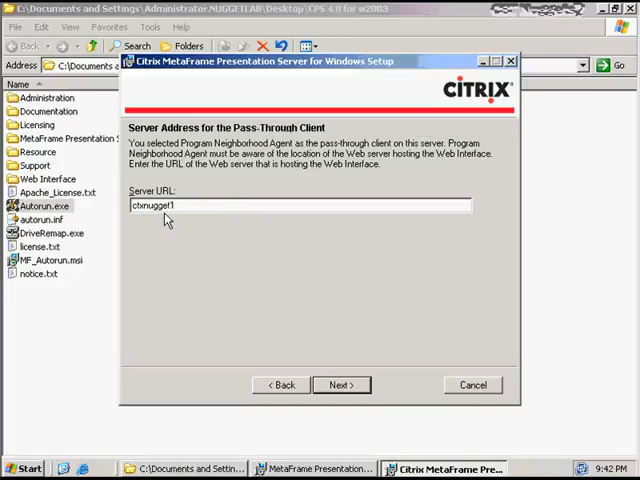 C:\Documents and Settings\Administrator.NUGGETLAB\Desktop\CPS 4.0 for w2003
File Edit View Favorites Tools Help
Back Search Folders
Address C:\Documents Go
Name
Administration
Documentation
Licensing
MetaFrame Presentation S
Resource
Support
Web Interface
Apache_License.txt
Autorun.exe
autorun.inf
DriveRemap.exe
license.txt
MF_Autorun.msi
notice.txt
Citrix MetaFrame Presentation Server for Windows Setup
CITRIX
Server Address for the Pass-Through Client
You selected Program Neighborhood Agent as the pass-through client on this server. Program
Neighborhood Agent must be aware of the location of the Web server hosting the Web Interface.
Enter the URL of the Web server that is hosting the Web Interface.
Server URL:
ctxnugget1
< Back Next > Cancel
Start C:\Documents and Settin... MetaFrame Presentation... Citrix MetaFrame Pre... 9:42 PM